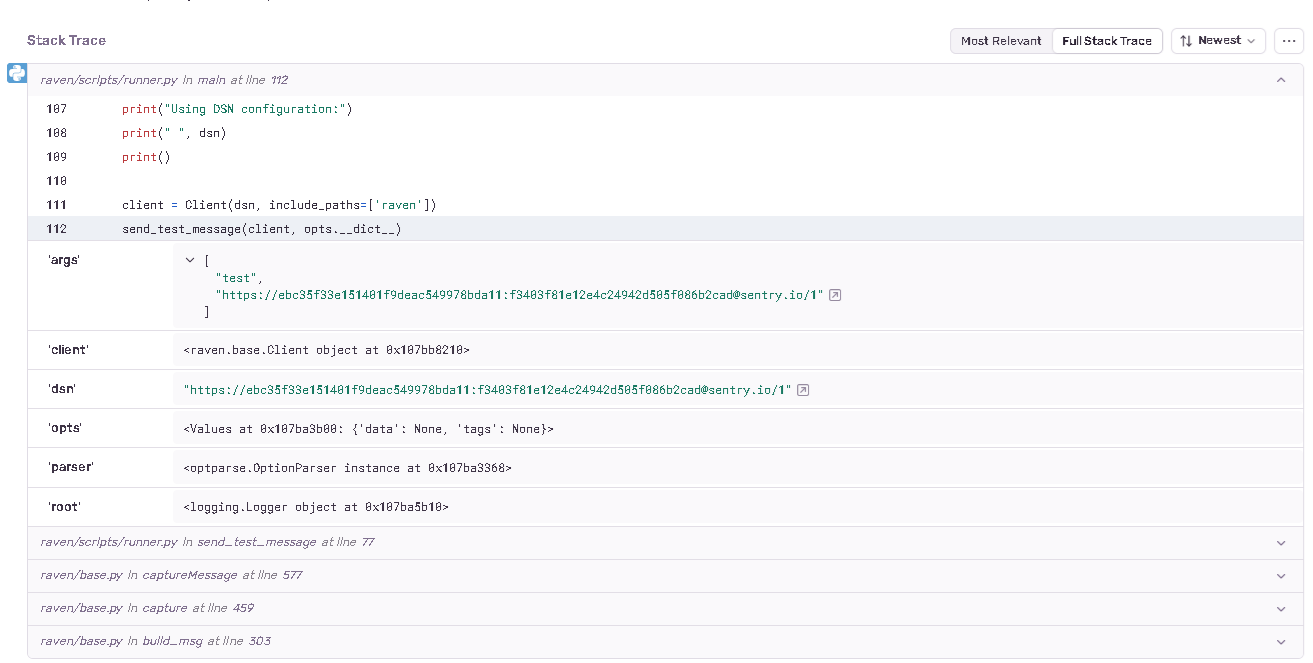 Stack Trace
Most Relevant Full Stack Trace Newest ...
raven/scripts/runner.py in main at line 112
107 print("Using DSN configuration:")
108 print(" ", dsn)
109 print()
110
111 client = Client(dsn, include_paths=['raven'])
112 send_test_message(client, opts.__dict__)
'args' [
"test",
"https://ebc35f33e151401f9deac549978bda11:f3403f81e12e4c24942d505f086b2cad@sentry.io/1"
]
'client' <raven.base.Client object at 0x107bb8210>
'dsn' "https://ebc35f33e151401f9deac549978bda11:f3403f81e12e4c24942d505f086b2cad@sentry.io/1"
'opts' <Values at 0x107ba3b00: {'data': None, 'tags': None}>
'parser' <optparse.OptionParser instance at 0x107ba3368>
'root' <logging.Logger object at 0x107ba5b10>
raven/scripts/runner.py in send_test_message at line 77
raven/base.py in captureMessage at line 577
raven/base.py in capture at line 459
raven/base.py in build_msg at line 303